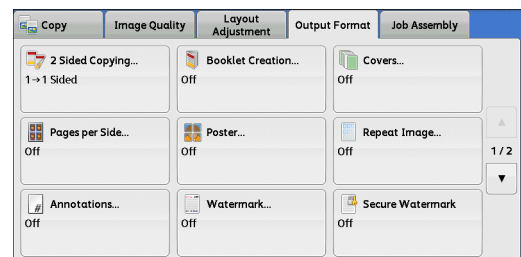 Copy
Image Quality
Layout
Adjustment
Output Format
Job Assembly
2 Sided Copying...
1→1 Sided
Booklet Creation...
Off
Covers...
Off
Pages per Side...
Off
Poster...
Off
Repeat Image...
Off
1/2
Annotations...
Off
Watermark...
Off
Secure Watermark
Off